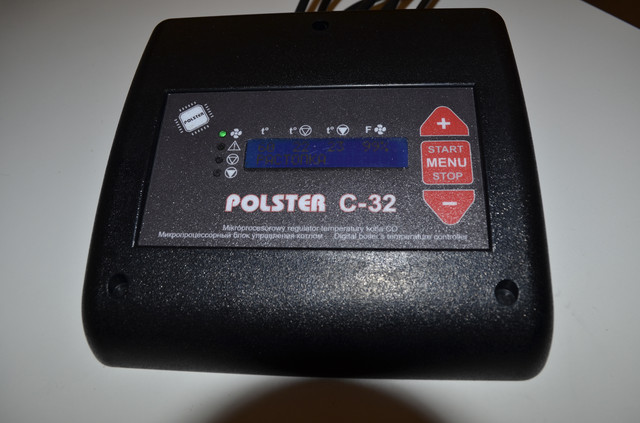 POLSTER
t° t° t° F
+
START
MENU
STOP
−
POLSTER C-32
Mikroprocesorowy regulator temperatury kotła CO
Микропроцессорный блок управления котлом - Digital boiler's temperature controller